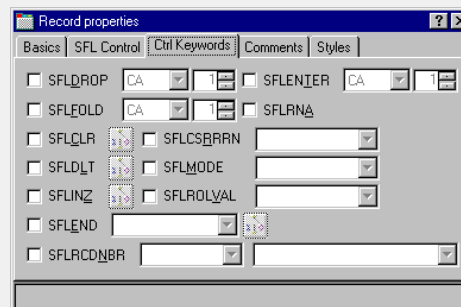 Record properties
Basics SFL Control Ctrl Keywords Comments Styles
SFLDROP CA 1 SFLENTER CA 1
SFLFOLD CA 1 SFLRNA
SFLCLR SFLCSRRRN
SFLDLT SFLMODE
SFLINZ SFLROLVAL
SFLEND
SFLRCDNBR